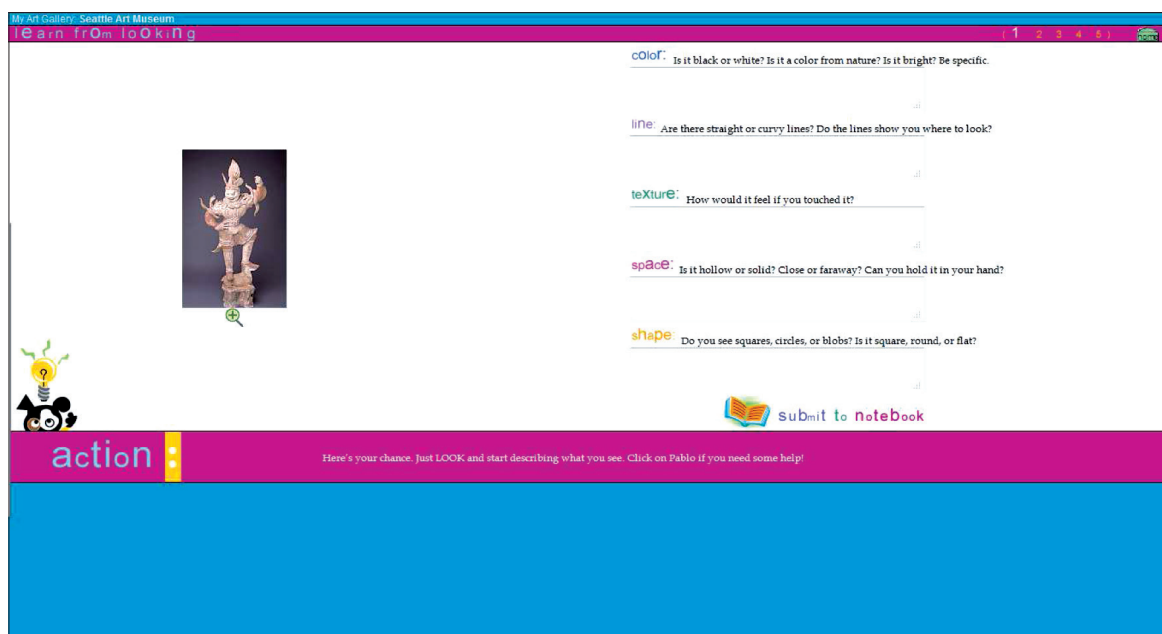 My Art Gallery: Seattle Art Museum
learn from looking
( 1 2 3 4 5 )
color: Is it black or white? Is it a color from nature? Is it bright? Be specific.
line: Are there straight or curvy lines? Do the lines show you where to look?
texture: How would it feel if you touched it?
space: Is it hollow or solid? Close or faraway? Can you hold it in your hand?
shape: Do you see squares, circles, or blobs? Is it square, round, or flat?
?
submit to notebook
action :
Here's your chance. Just LOOK and start describing what you see. Click on Pablo if you need some help!